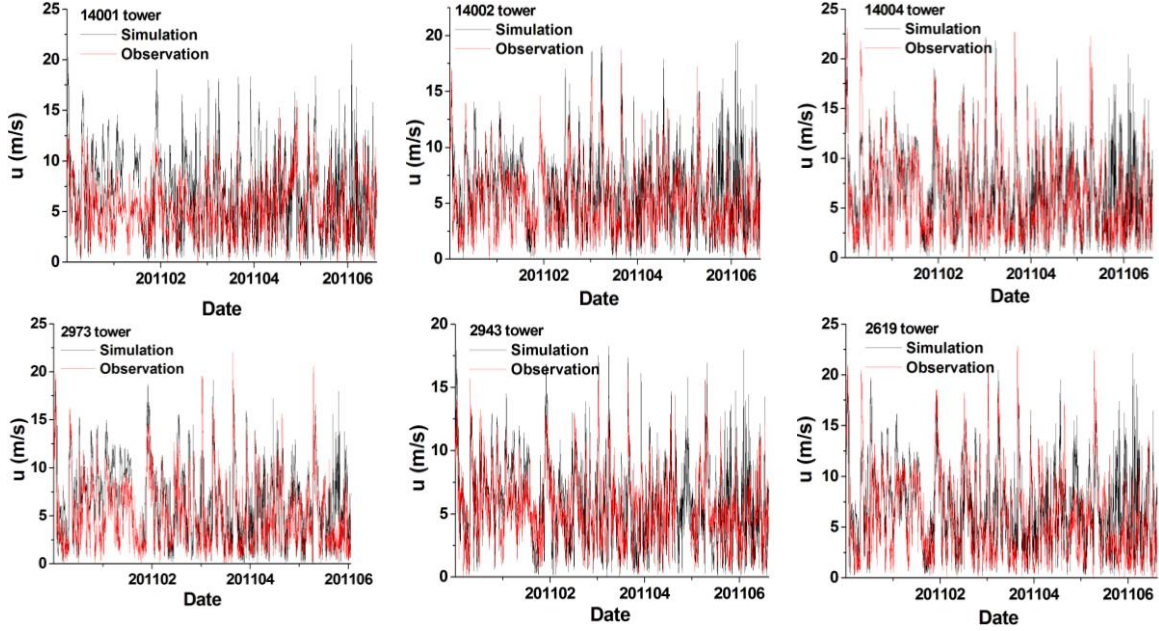 14001 tower
Simulation
Observation
25
20
15
10
5
0
u (m/s)
201102 201104 201106
Date
14002 tower
Simulation
Observation
20
15
10
5
0
u (m/s)
201102 201104 201106
Date
14004 tower
Simulation
Observation
25
20
15
10
5
0
u (m/s)
201102 201104 201106
Date
2973 tower
Simulation
Observation
25
20
15
10
5
0
u (m/s)
201102 201104 201106
Date
2943 tower
Simulation
Observation
20
15
10
5
0
u (m/s)
201102 201104 201106
Date
2619 tower
Simulation
Observation
25
20
15
10
5
0
u (m/s)
201102 201104 201106
Date